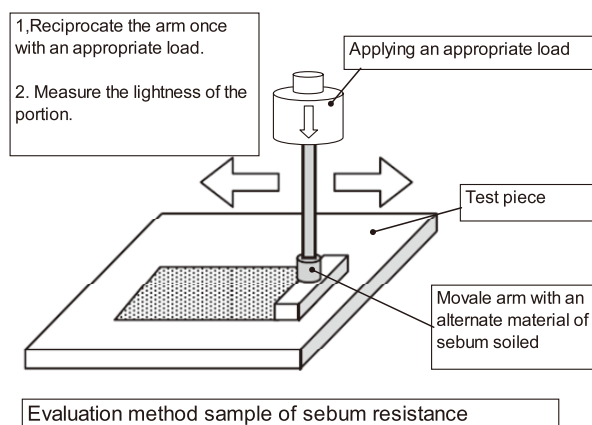 1,Reciprocate the arm once
with an appropriate load.
2. Measure the lightness of the
portion.
Applying an appropriate load
Test piece
Movale arm with an
alternate material of
sebum soiled
Evaluation method sample of sebum resistance